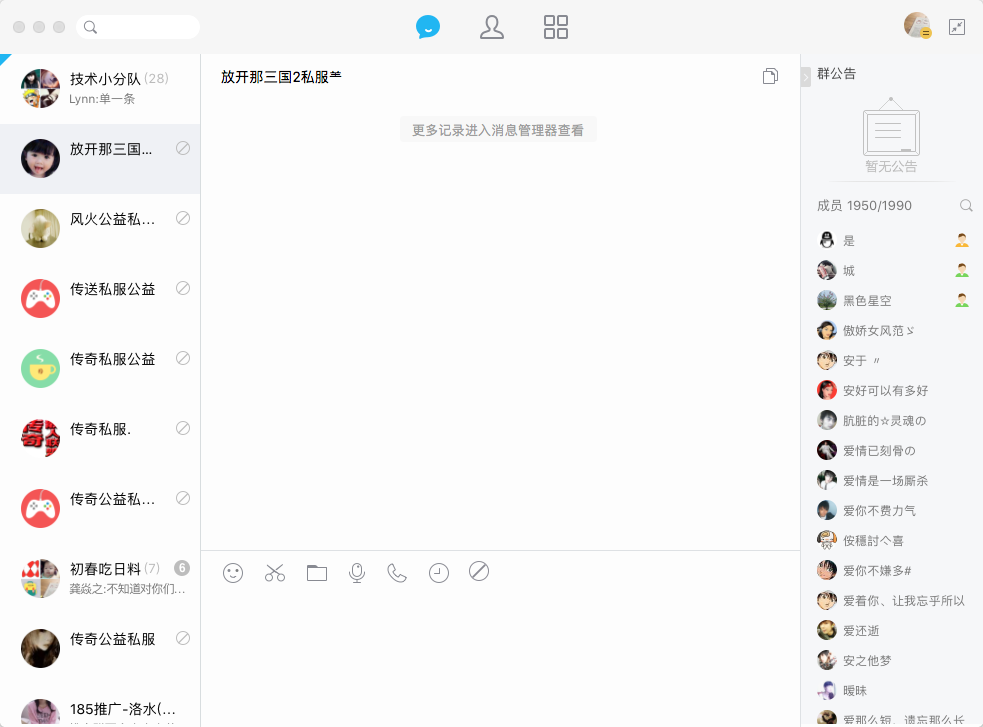 技术小分队 (28)
Lynn:单一条
放开那三国...
风火公益私...
传送私服公益
传奇私服公益
传奇私服.
传奇公益私...
初春吃日料 (7)
6
龚焱之:不知道对你们...
传奇公益私服
185推广-洛水(...
放开那三国2私服
更多记录进入消息管理器查看
群公告
暂无公告
成员 1950/1990
是
城
黑色星空
傲娇女风范ゞ
安于 〃
安好可以有多好
肮脏的☆灵魂の
爱情已刻骨の
爱情是一场厮杀
爱你不费力气
侒穩討亽喜
爱你不嫌多#
爱着你、让我忘乎所以
爱还逝
安之他梦
暧昧
爱那么短，遗忘那么长